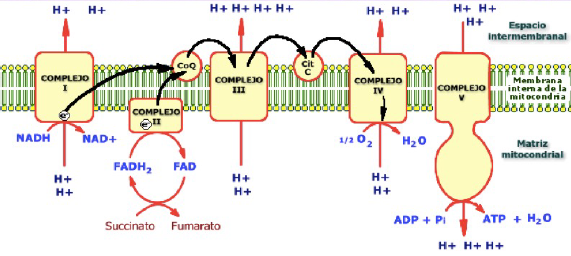 H+ H+
H+ H+ H+ H+
H+ H+
H+ H+
H+
Espacio
intermembranal
CoQ
Cit
C
COMPLEJO
I
COMPLEJO
II
COMPLEJO
III
COMPLEJO
IV
COMPLEJO
V
Membrana
interna de la
mitocondria
e-
e-
NADH
NAD+
FADH2
FAD
1/2 O2
H2O
Matriz
mitocondrial
H+
H+
H+
H+
H+
H+
Succinato
Fumarato
ADP + Pi
ATP + H2O
H+ H+ H+